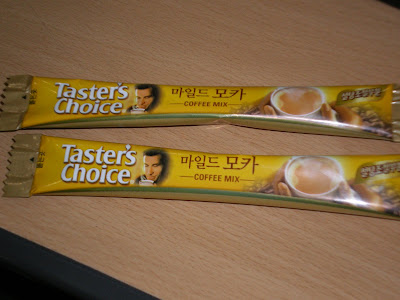 Taster's
Choice
마일드 모카
COFFEE MIX
Taster's
Choice
마일드 모카
COFFEE MIX